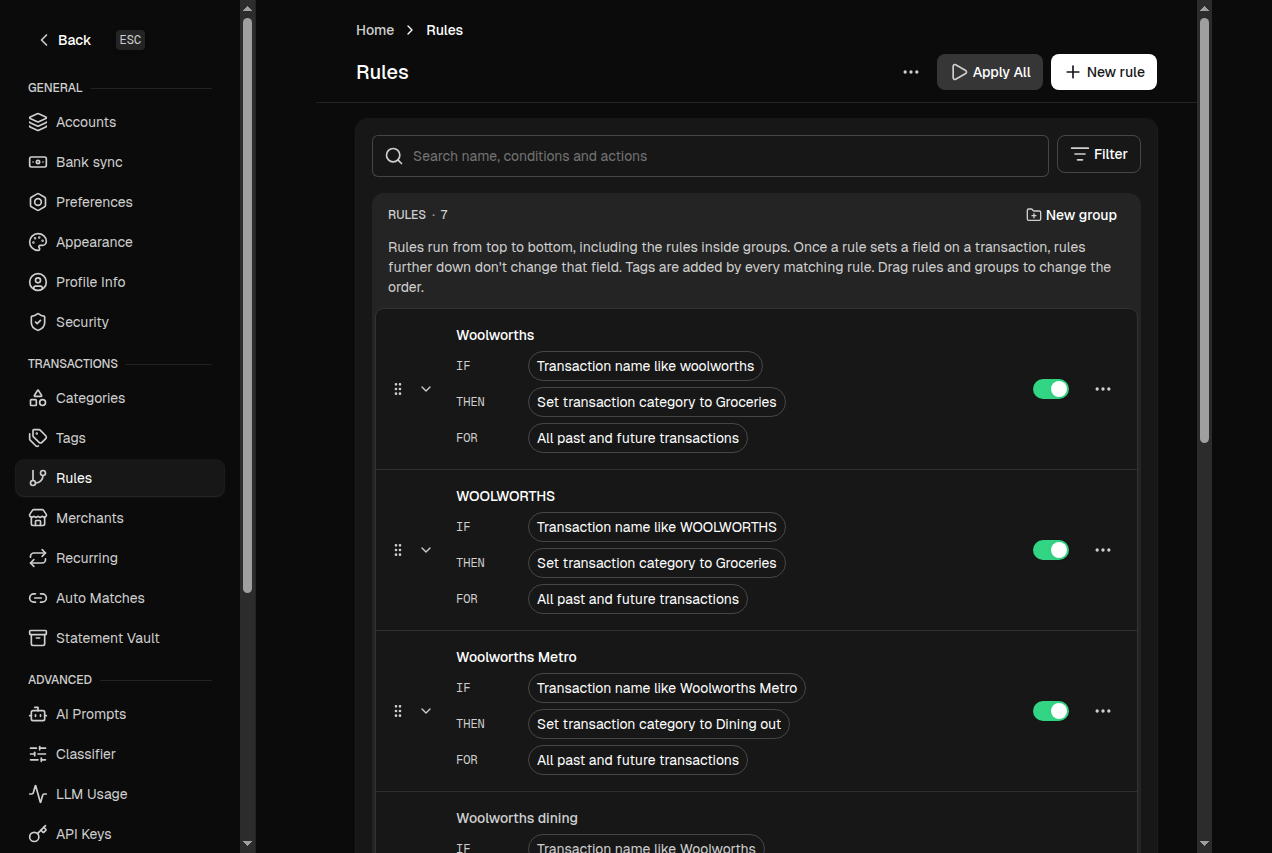 Back ESC
GENERAL
Accounts
Bank sync
Preferences
Appearance
Profile Info
Security
TRANSACTIONS
Categories
Tags
Rules
Merchants
Recurring
Auto Matches
Statement Vault
ADVANCED
AI Prompts
Classifier
LLM Usage
API Keys
Home > Rules
Rules
Apply All
New rule
Search name, conditions and actions
Filter
RULES · 7
New group
Rules run from top to bottom, including the rules inside groups. Once a rule sets a field on a transaction, rules
further down don't change that field. Tags are added by every matching rule. Drag rules and groups to change the
order.
Woolworths
IF Transaction name like woolworths
THEN Set transaction category to Groceries
FOR All past and future transactions
WOOLWORTHS
IF Transaction name like WOOLWORTHS
THEN Set transaction category to Groceries
FOR All past and future transactions
Woolworths Metro
IF Transaction name like Woolworths Metro
THEN Set transaction category to Dining out
FOR All past and future transactions
Woolworths dining
IF Transaction name like Woolworths